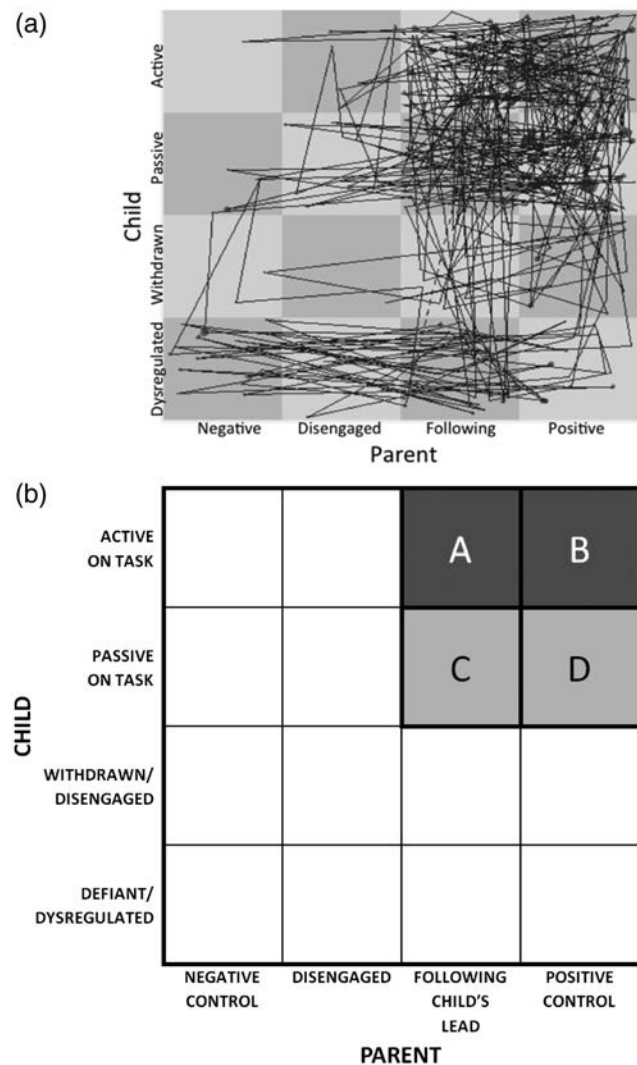 (a)
Active
Passive
Withdrawn
Dysregulated
Child
Negative
Disengaged
Following
Positive
Parent
(b)
ACTIVE
ON TASK
A
B
PASSIVE
ON TASK
C
D
CHILD
WITHDRAWN/
DISENGAGED
DEFIANT/
DYSREGULATED
NEGATIVE
CONTROL
DISENGAGED
FOLLOWING
CHILD'S
LEAD
POSITIVE
CONTROL
PARENT